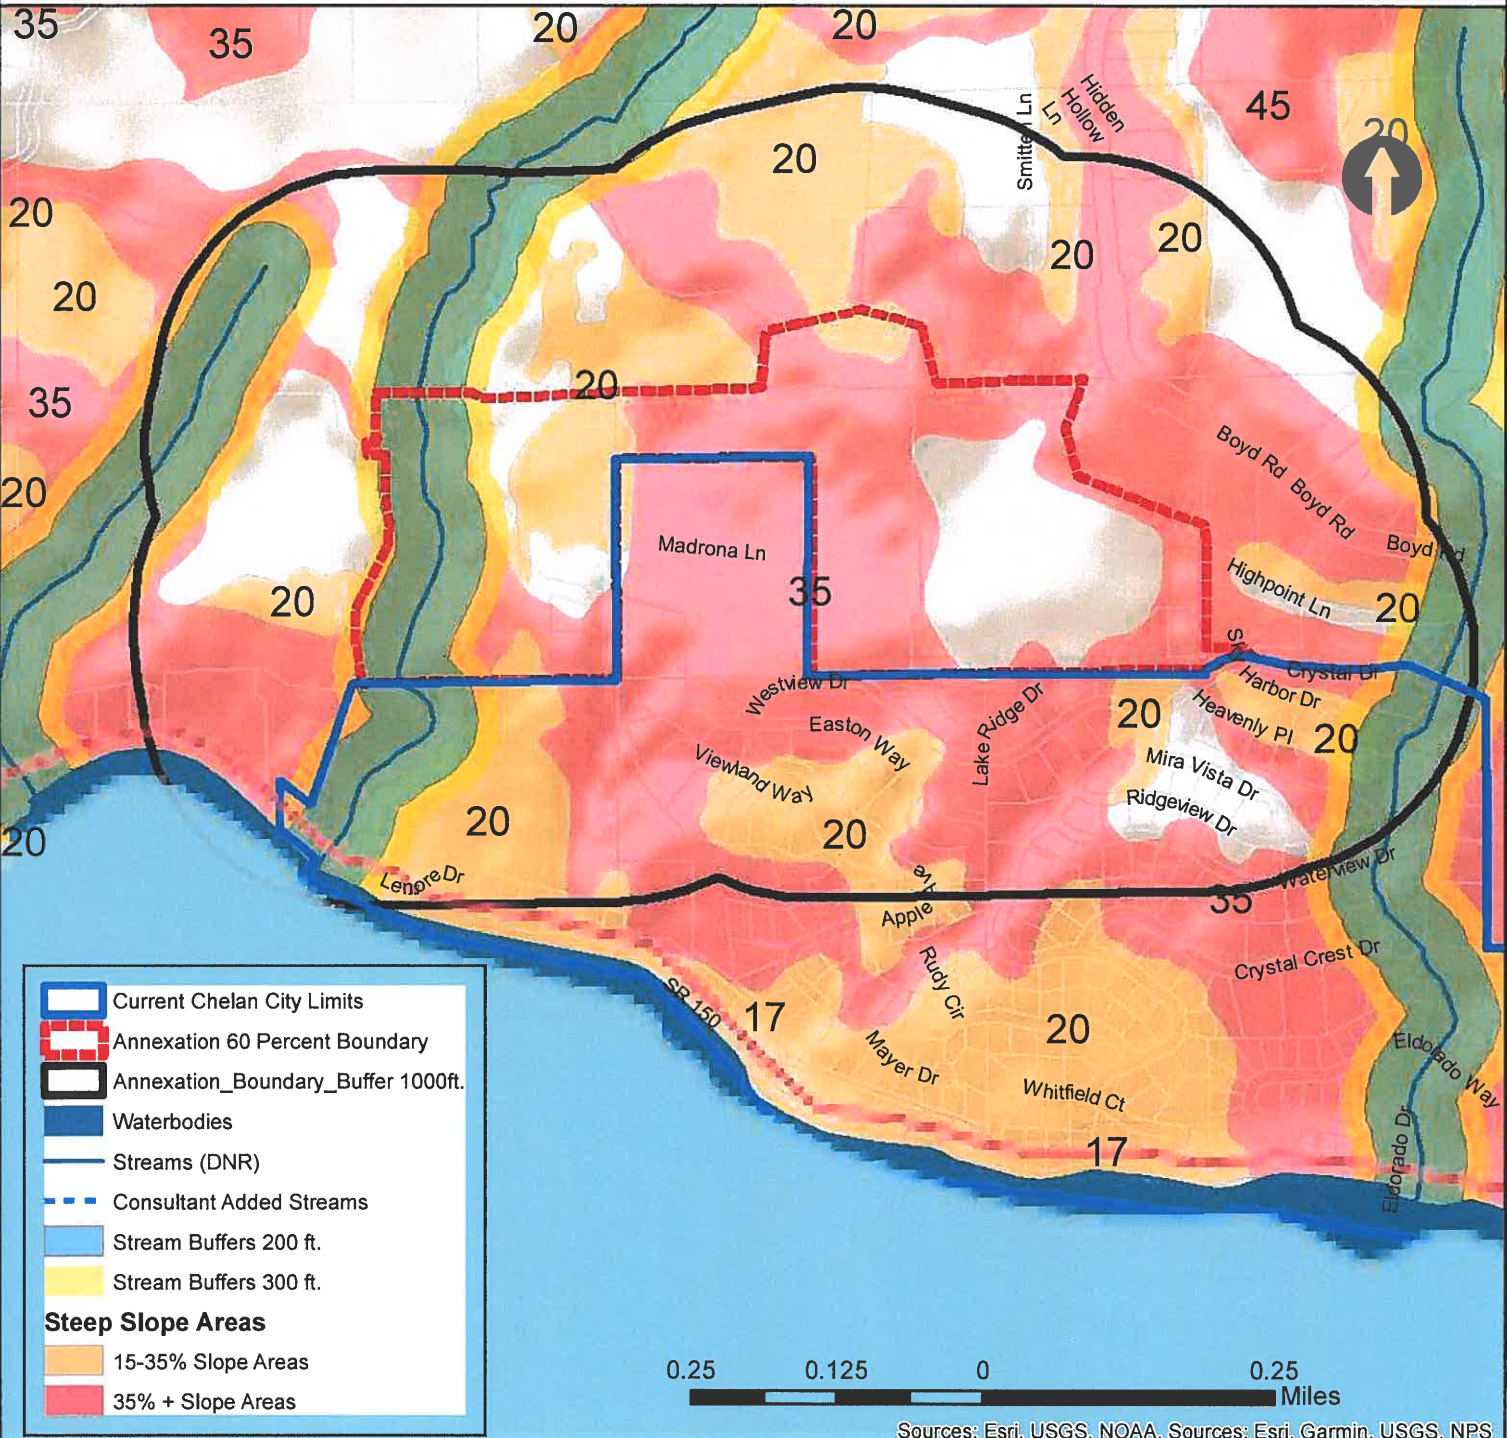 35
35
20
20
45
20
20
20
20
20
20
20
35
20
20
20
35
20
20
20
20
20
20
35
20
17
20
17
Smitten Ln
Hidden
Hollow
Ln
Boyd Rd
Boyd Rd
Boyd Rd
Highpoint Ln
Madrona Ln
Westview Dr
Easton Way
Viewland Way
Lake Ridge Dr
Crystal Dr
Harbor Dr
Heavenly Pl
Mira Vista Dr
Ridgeview Dr
Waterview Dr
Lenore Dr
Apple Ave
Rudy Cir
Crystal Crest Dr
SR 150
Mayer Dr
Whitfield Ct
Eldorado Way
Eldorado Dr
Current Chelan City Limits
Annexation 60 Percent Boundary
Annexation_Boundary_Buffer 1000ft.
Waterbodies
Streams (DNR)
Consultant Added Streams
Stream Buffers 200 ft.
Stream Buffers 300 ft.
Steep Slope Areas
15-35% Slope Areas
35% + Slope Areas
0.25 0.125 0 0.25
Miles
Sources: Esri, USGS, NOAA, Sources: Esri, Garmin, USGS, NPS